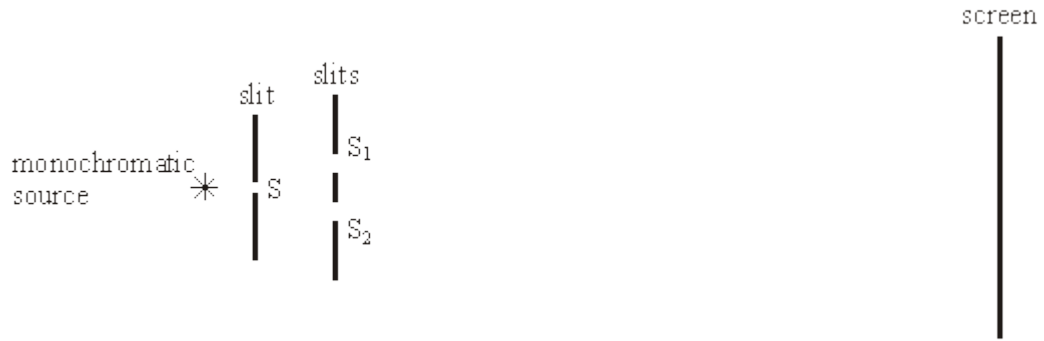 screen
slits
slit
S₁
monochromatic
source
S
S₂